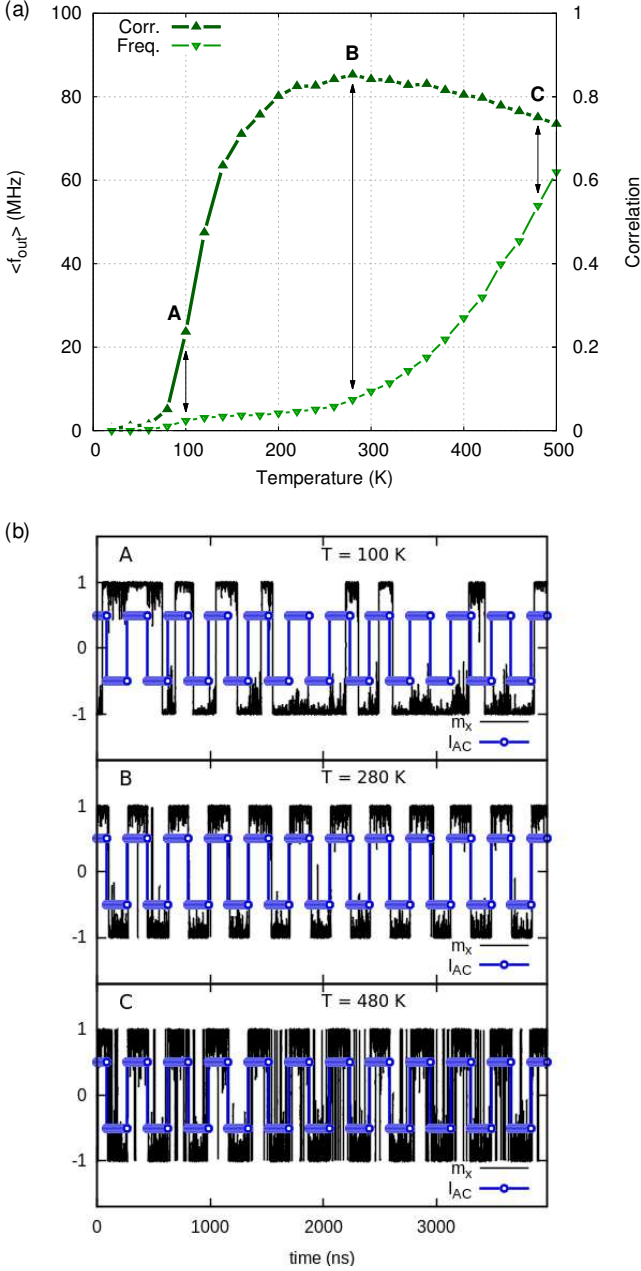 (a)
Corr.
Freq.
A
B
C
<f_out> (MHz)
Correlation
100
80
60
40
20
0
1
0.8
0.6
0.4
0.2
0
0 100 200 300 400 500
Temperature (K)
(b)
A T = 100 K
1
0
-1
m_x
I_AC
B T = 280 K
1
0
-1
m_x
I_AC
C T = 480 K
1
0
-1
m_x
I_AC
0 1000 2000 3000
time (ns)